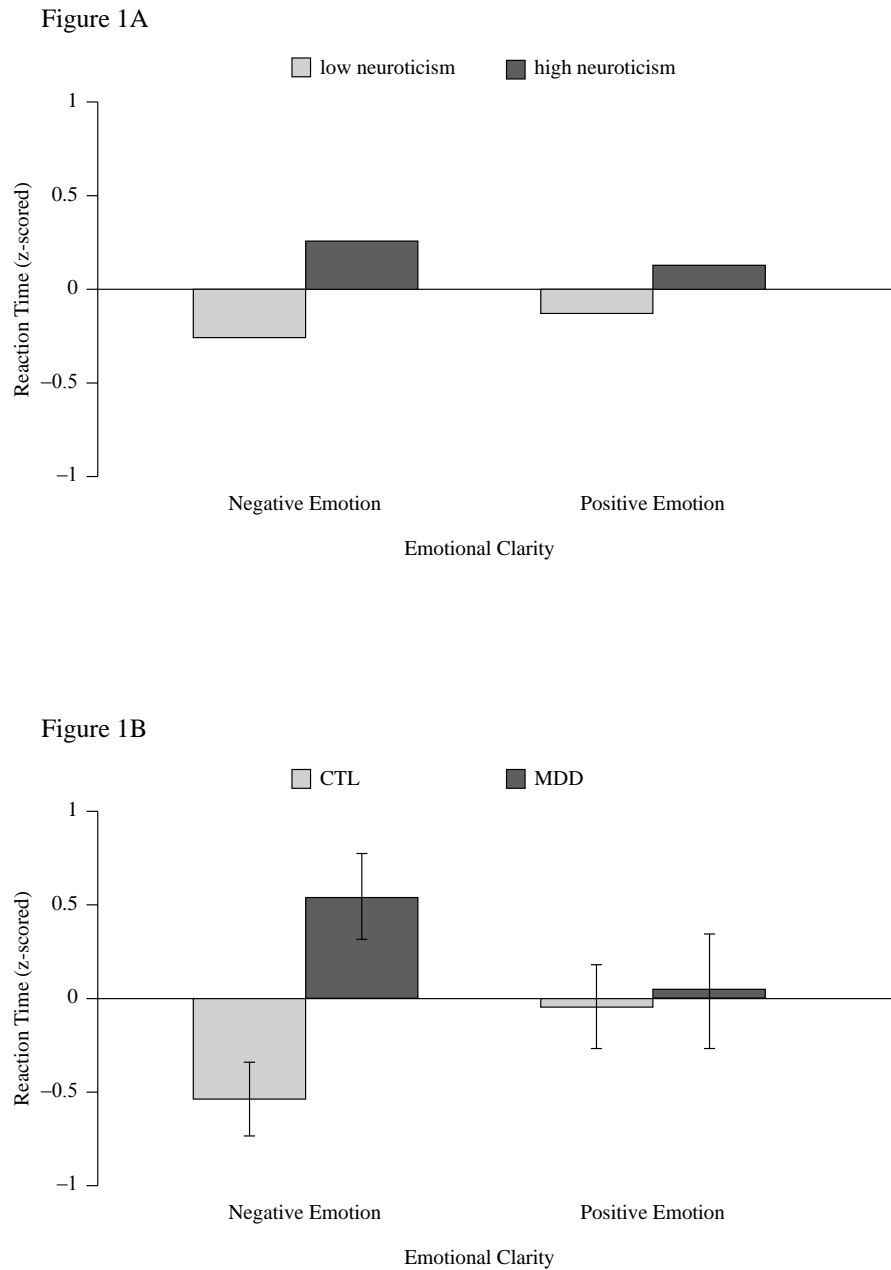 Figure 1A
low neuroticism high neuroticism
1
0.5
0
–0.5
–1
Reaction Time (z-scored)
Negative Emotion Positive Emotion
Emotional Clarity
Figure 1B
CTL MDD
1
0.5
0
–0.5
–1
Reaction Time (z-scored)
Negative Emotion Positive Emotion
Emotional Clarity